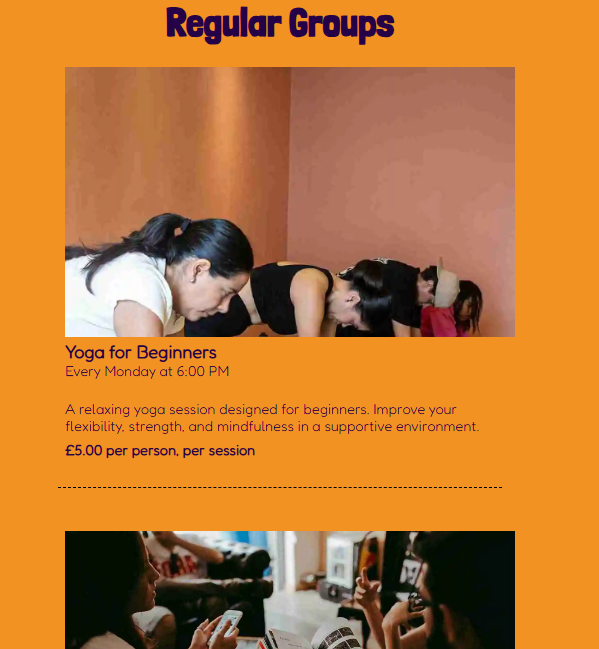 Regular Groups
Yoga for Beginners
Every Monday at 6:00 PM
A relaxing yoga session designed for beginners. Improve your
flexibility, strength, and mindfulness in a supportive environment.
£5.00 per person, per session